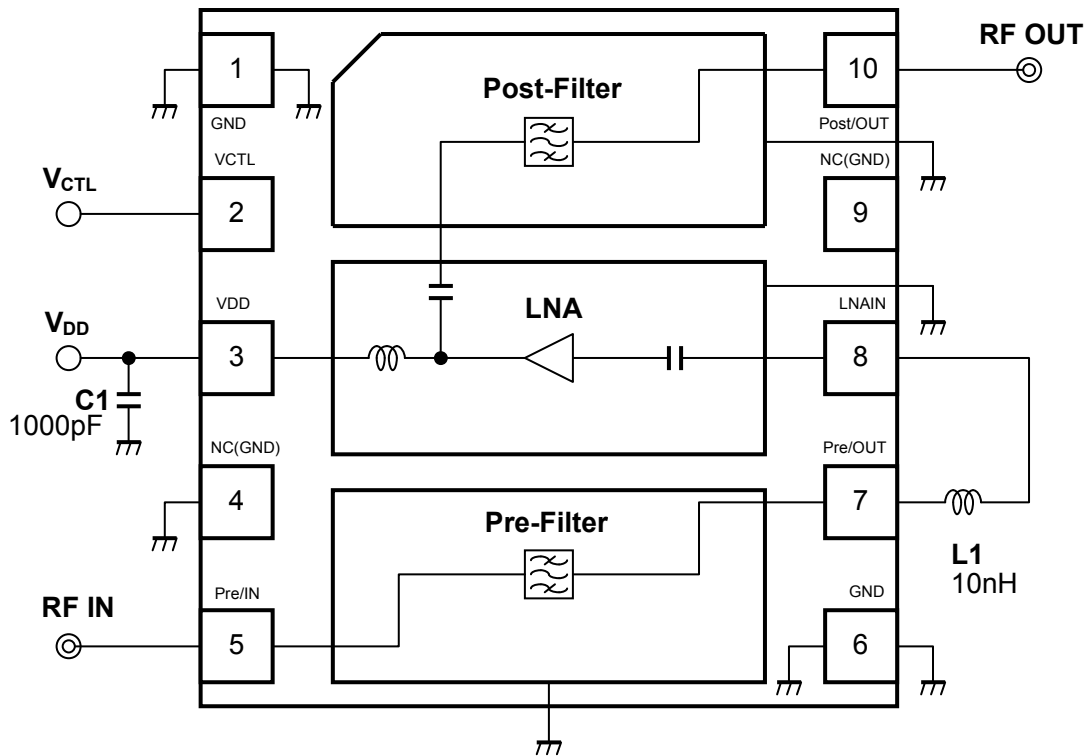 RF OUT
1
10
Post-Filter
GND
Post/OUT
VCTL
NC(GND)
VCTL
2
9
VDD
LNAIN
LNA
VDD
3
8
C1
1000pF
NC(GND)
Pre/OUT
4
7
Pre-Filter
L1
10nH
Pre/IN
GND
RF IN
5
6